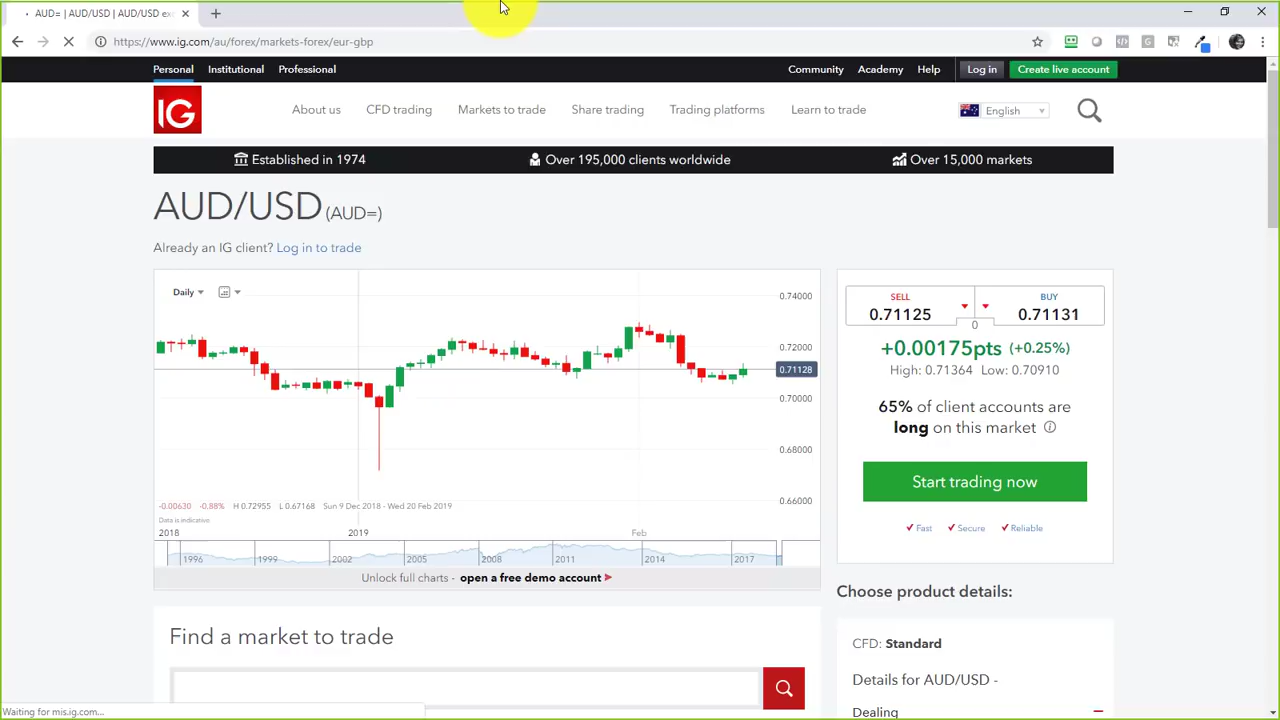 AUD= | AUD/USD | AUD/USD ex
https://www.ig.com/au/forex/markets-forex/eur-gbp
Personal Institutional Professional Community Academy Help Log in Create live account
IG About us CFD trading Markets to trade Share trading Trading platforms Learn to trade English
Established in 1974 Over 195,000 clients worldwide Over 15,000 markets
AUD/USD (AUD=)
Already an IG client? Log in to trade
Daily
0.74000
0.72000
0.71128
0.70000
0.68000
0.66000
-0.00630 -0.88% H 0.72955 L 0.67168 Sun 9 Dec 2018 - Wed 20 Feb 2019
Data is indicative
2018 2019 Feb
1996 1999 2002 2005 2008 2011 2014 2017
Unlock full charts - open a free demo account
SELL BUY
0.71125 0.71131
0
+0.00175pts (+0.25%)
High: 0.71364 Low: 0.70910
65% of client accounts are
long on this market
Start trading now
Fast Secure Reliable
Choose product details:
CFD: Standard
Details for AUD/USD -
Dealing
Find a market to trade
Waiting for mis.ig.com...